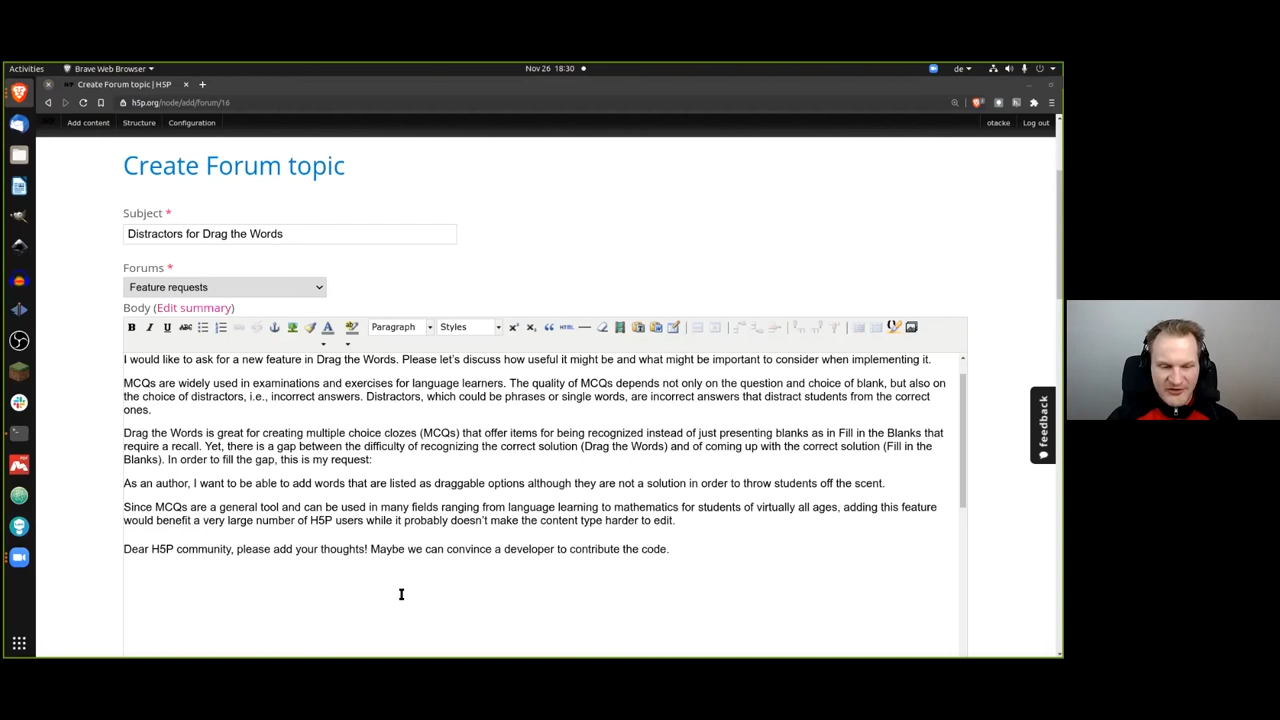 Activities
Brave Web Browser
Nov 26 18:30
de
Create Forum topic | H5P
h5p.org/node/add/forum/16
Add content
Structure
Configuration
otacke
Log out
Create Forum topic
Subject *
Distractors for Drag the Words
Forums *
Feature requests
Body (Edit summary)
B I U ABC
A
Paragraph
Styles
HTML
I would like to ask for a new feature in Drag the Words. Please let's discuss how useful it might be and what might be important to consider when implementing it.
MCQs are widely used in examinations and exercises for language learners. The quality of MCQs depends not only on the question and choice of blank, but also on
the choice of distractors, i.e., incorrect answers. Distractors, which could be phrases or single words, are incorrect answers that distract students from the correct
ones.
Drag the Words is great for creating multiple choice clozes (MCQs) that offer items for being recognized instead of just presenting blanks as in Fill in the Blanks that
require a recall. Yet, there is a gap between the difficulty of recognizing the correct solution (Drag the Words) and of coming up with the correct solution (Fill in the
Blanks). In order to fill the gap, this is my request:
As an author, I want to be able to add words that are listed as draggable options although they are not a solution in order to throw students off the scent.
Since MCQs are a general tool and can be used in many fields ranging from language learning to mathematics for students of virtually all ages, adding this feature
would benefit a very large number of H5P users while it probably doesn't make the content type harder to edit.
Dear H5P community, please add your thoughts! Maybe we can convince a developer to contribute the code.
feedback